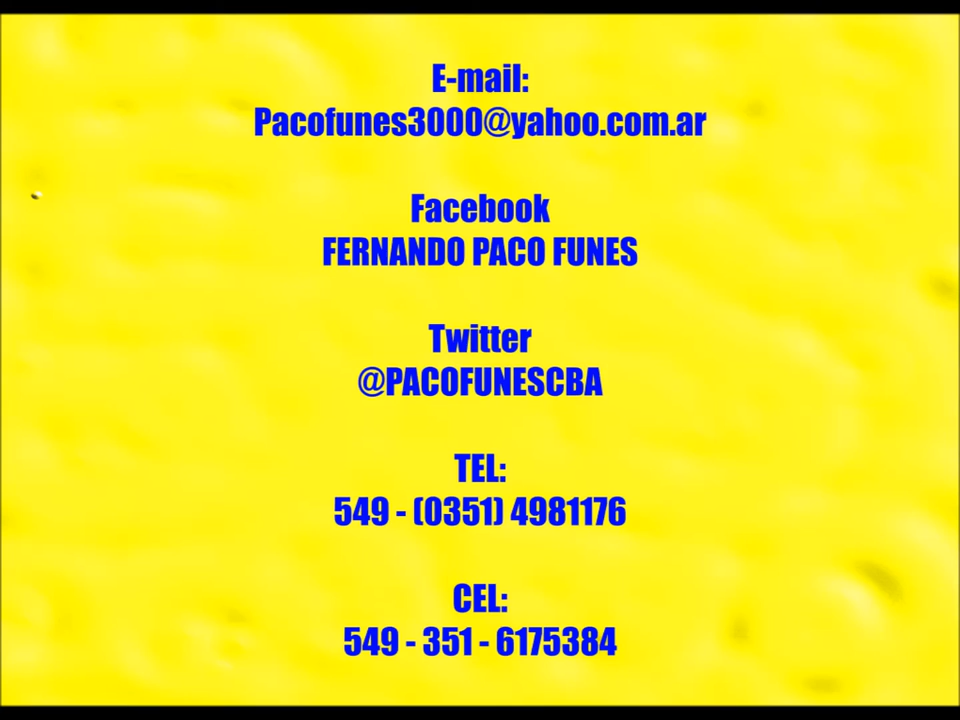 E-mail:
Pacofunes3000@yahoo.com.ar
Facebook
FERNANDO PACO FUNES
Twitter
@PACOFUNESCBA
TEL:
549 - (0351) 4981176
CEL:
549 - 351 - 6175384